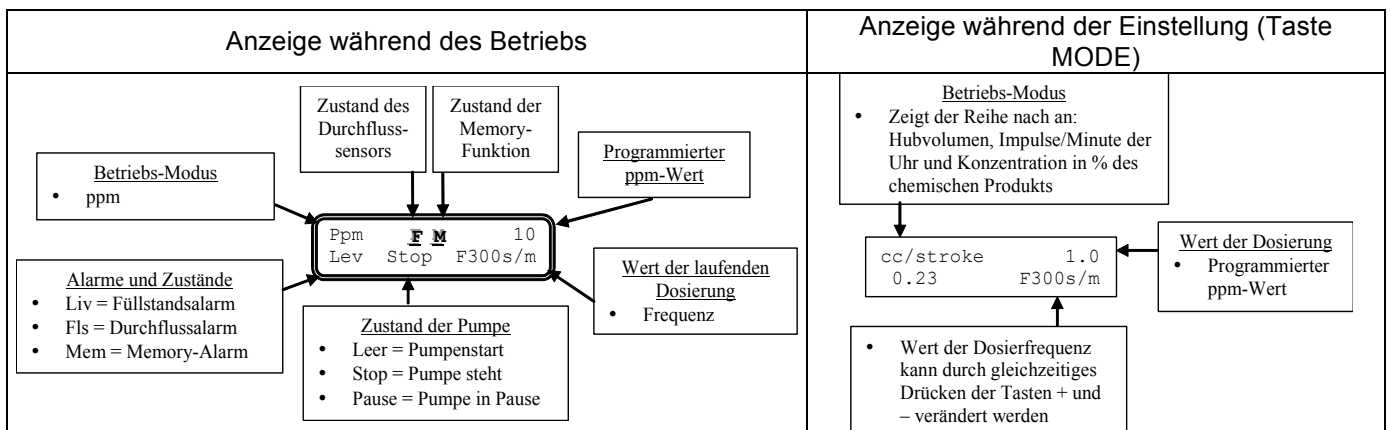 Anzeige während des Betriebs
Anzeige während der Einstellung (Taste
MODE)
Zustand des
Durchfluss-
sensors
Zustand der
Memory-
Funktion
Betriebs-Modus
• ppm
Programmierter
ppm-Wert
Ppm F M 10
Lev Stop F300s/m
Alarme und Zustände
• Liv = Füllstandsalarm
• Fls = Durchflussalarm
• Mem = Memory-Alarm
Zustand der Pumpe
• Leer = Pumpenstart
• Stop = Pumpe steht
• Pause = Pumpe in Pause
Wert der laufenden
Dosierung
• Frequenz
Betriebs-Modus
• Zeigt der Reihe nach an:
Hubvolumen, Impulse/Minute der
Uhr und Konzentration in % des
chemischen Produkts
cc/stroke 1.0
0.23 F300s/m
Wert der Dosierung
• Programmierter
ppm-Wert
• Wert der Dosierfrequenz
kann durch gleichzeitiges
Drücken der Tasten + und
– verändert werden